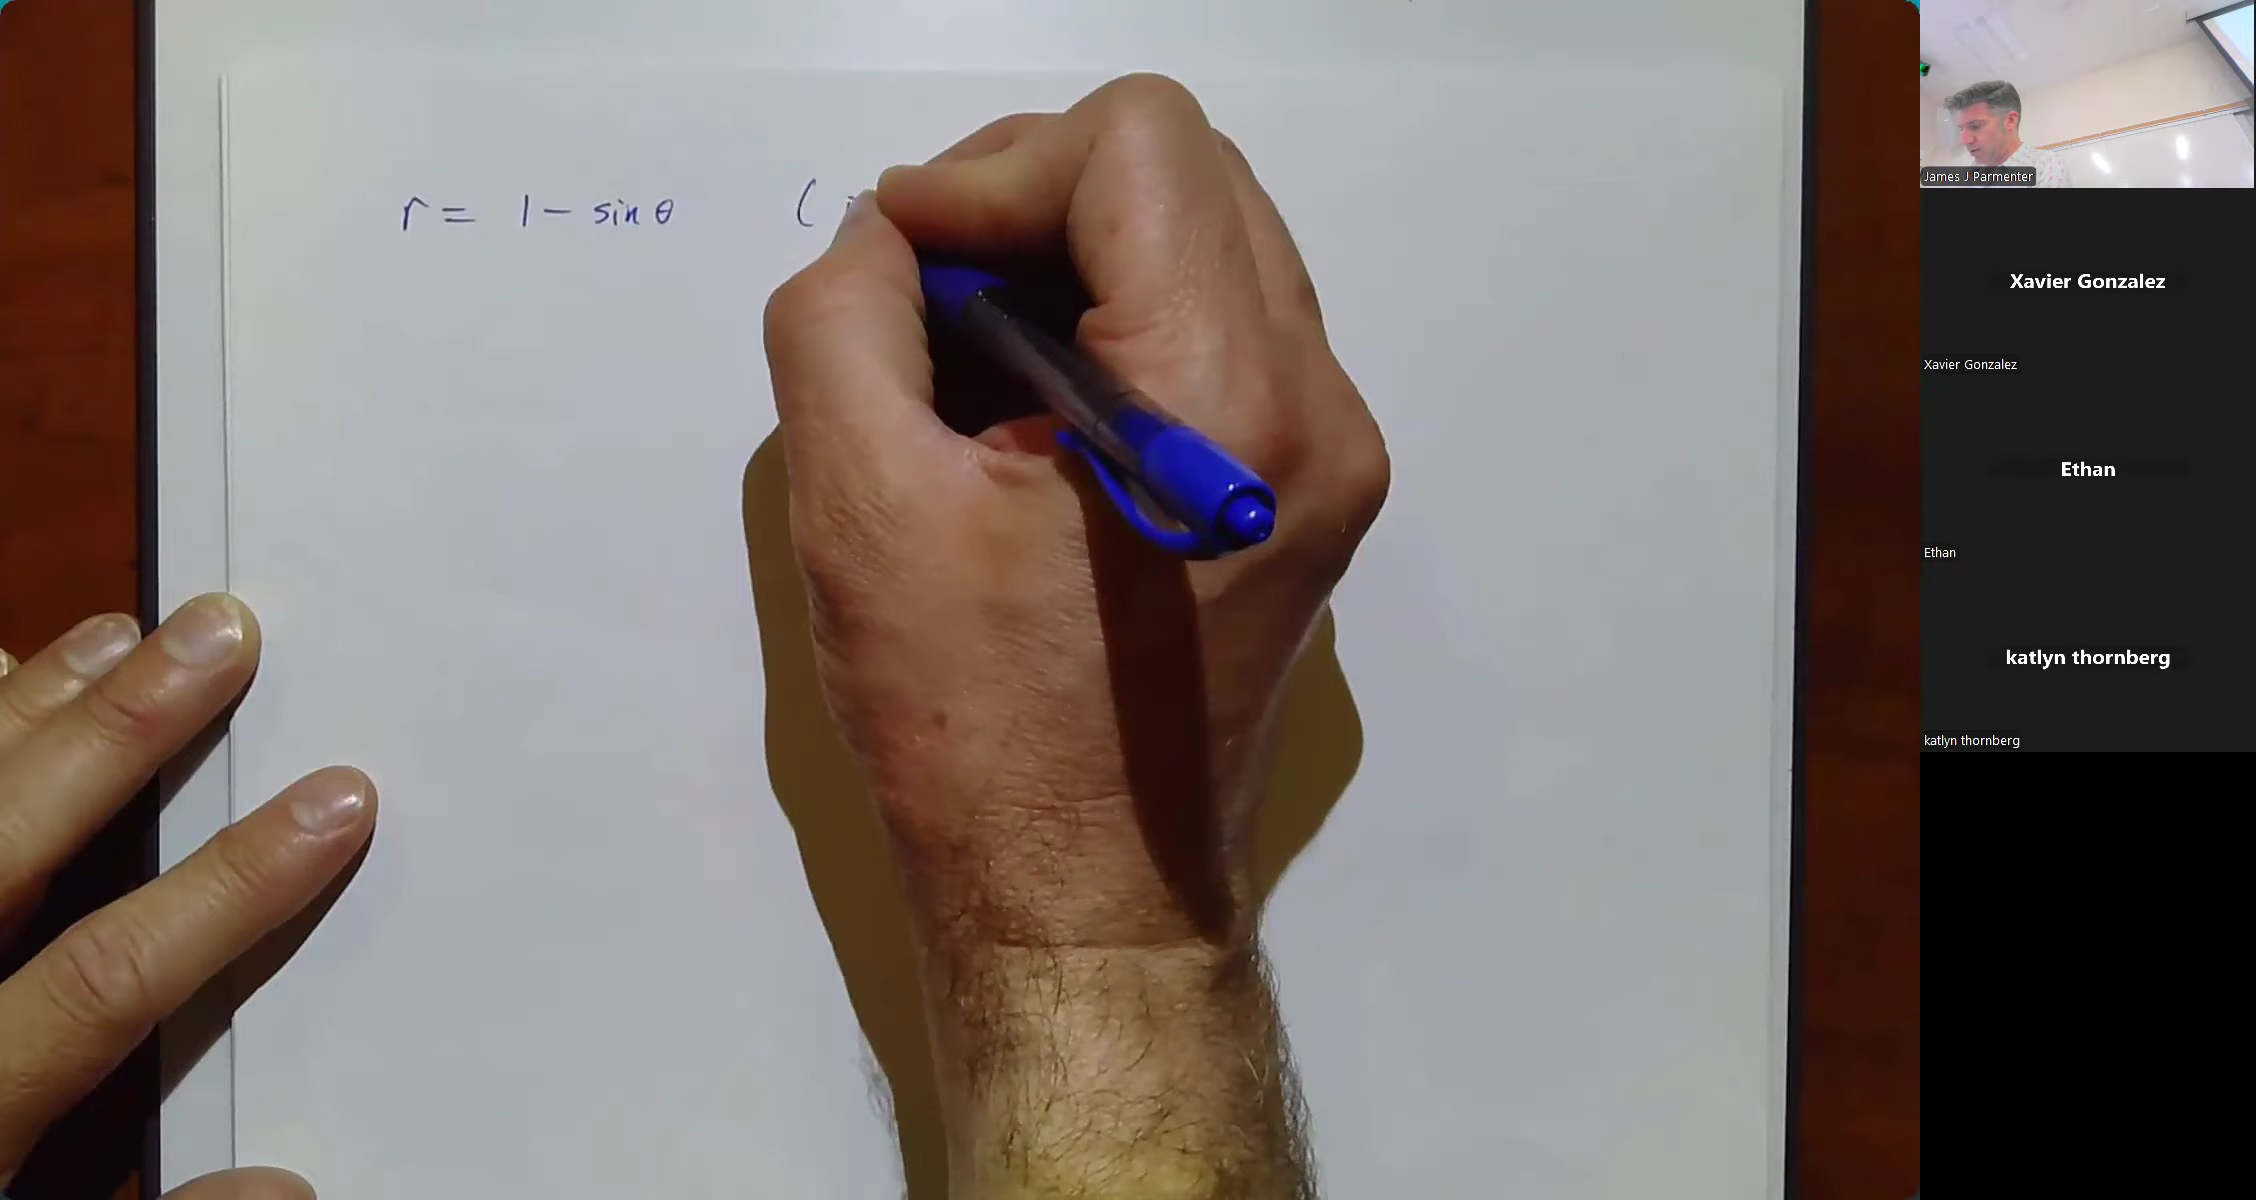 r = 1 - sin θ (
James J Parmenter
Xavier Gonzalez
Xavier Gonzalez
Ethan
Ethan
katlyn thornberg
katlyn thornberg